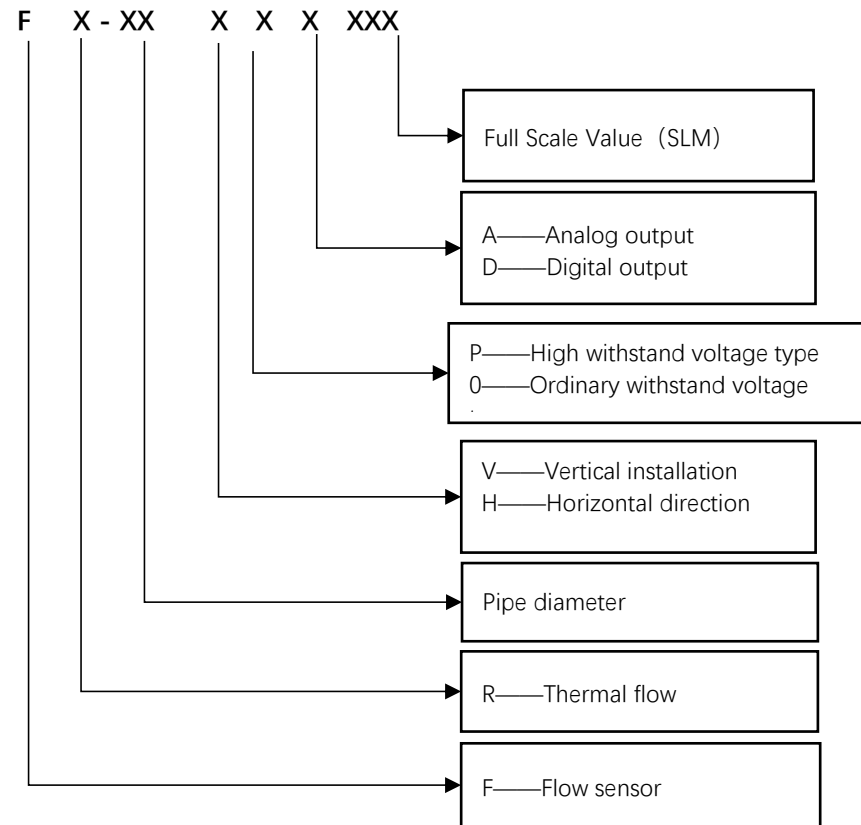 F X - XX X X X XXX
Full Scale Value（SLM）
A——Analog output
D——Digital output
P——High withstand voltage type
0——Ordinary withstand voltage
V——Vertical installation
H——Horizontal direction
Pipe diameter
R——Thermal flow
F——Flow sensor